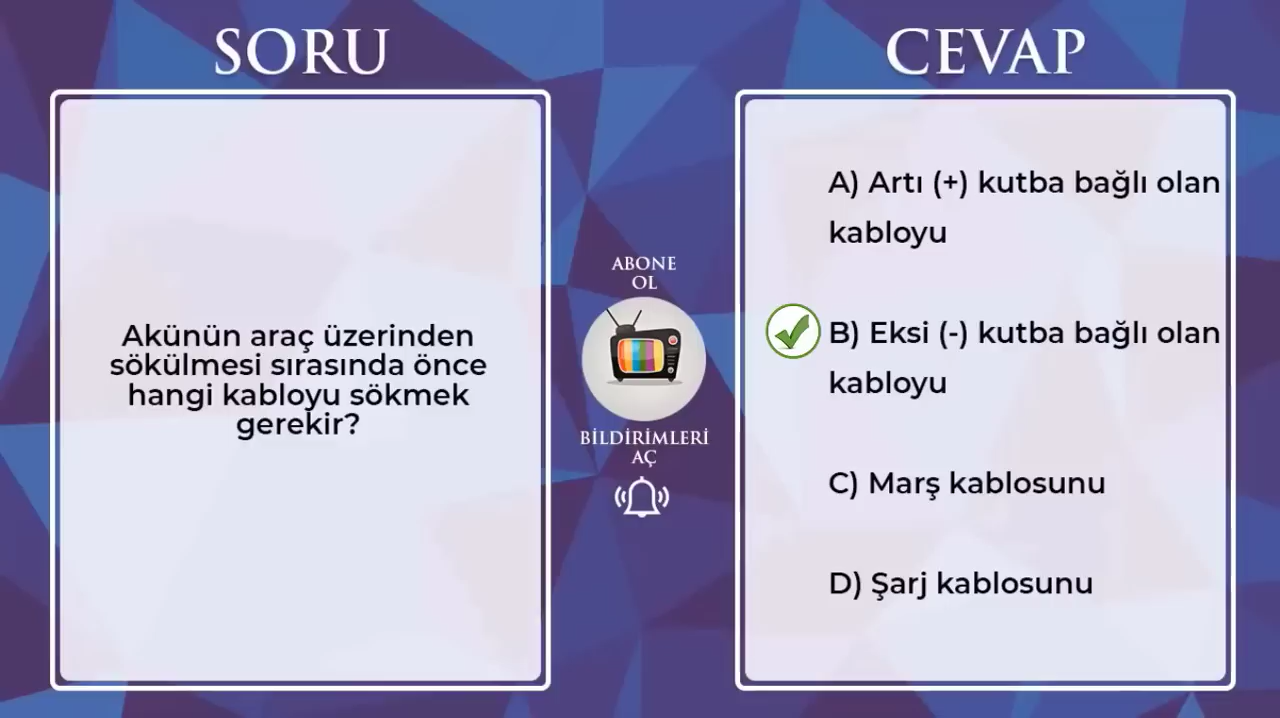 SORU
Akünün araç üzerinden
sökülmesi sırasında önce
hangi kabloyu sökmek
gerekir?
ABONE
OL
BİLDİRİMLERİ
AÇ
CEVAP
A) Artı (+) kutba bağlı olan
kabloyu
B) Eksi (-) kutba bağlı olan
kabloyu
C) Marş kablosunu
D) Şarj kablosunu